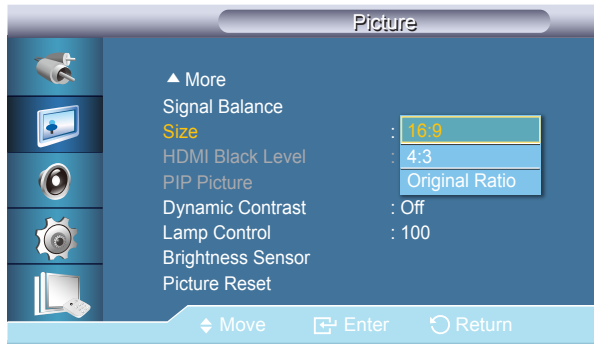 Picture
▲ More
Signal Balance
Size : 16:9
HDMI Black Level : 4:3
PIP Picture Original Ratio
Dynamic Contrast : Off
Lamp Control : 100
Brightness Sensor
Picture Reset
Move Enter Return